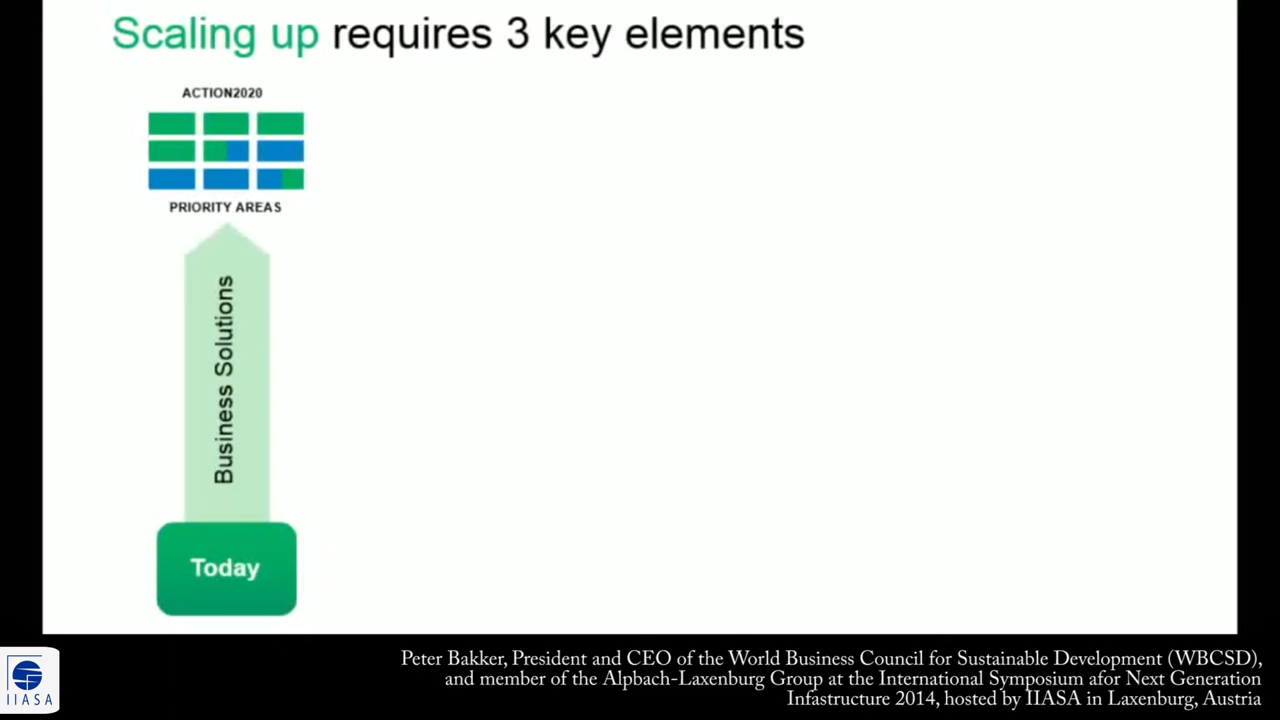 Scaling up requires 3 key elements
ACTION2020
PRIORITY AREAS
Business Solutions
Today
Peter Bakker, President and CEO of the World Business Council for Sustainable Development (WBCSD),
and member of the Alpbach-Laxenburg Group at the International Symposium afor Next Generation
Infastructure 2014, hosted by IIASA in Laxenburg, Austria
IIASA